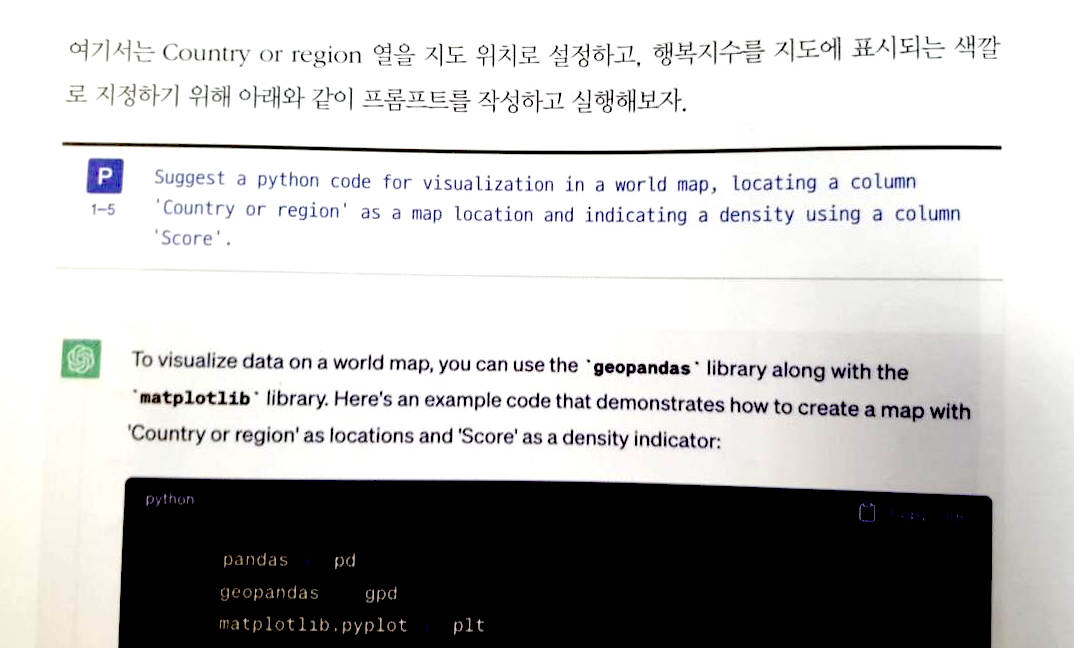 여기서는 Country or region 열을 지도 위치로 설정하고, 행복지수를 지도에 표시되는 색깔
로 지정하기 위해 아래와 같이 프롬프트를 작성하고 실행해보자.
P
Suggest a python code for visualization in a world map, locating a column
1–5
'Country or region' as a map location and indicating a density using a column
'Score'.
To visualize data on a world map, you can use the `geopandas` library along with the
`matplotlib` library. Here's an example code that demonstrates how to create a map with
'Country or region' as locations and 'Score' as a density indicator:
python
pandas pd
geopandas gpd
matplotlib.pyplot plt